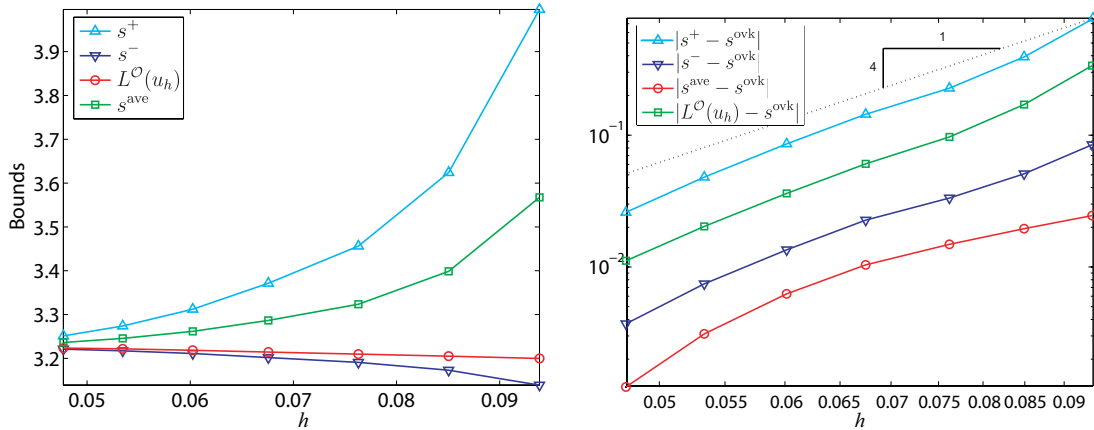 s⁺
s⁻
L^𝒪(u_h)
s^ave
3.9
3.8
3.7
3.6
3.5
3.4
3.3
3.2
Bounds
0.05 0.06 0.07 0.08 0.09
h
|s⁺ − s^ovk|
|s⁻ − s^ovk|
|s^ave − s^ovk|
|L^𝒪(u_h) − s^ovk|
1
4
10⁻¹
10⁻²
0.05 0.055 0.06 0.065 0.07 0.075 0.08 0.085 0.09
h